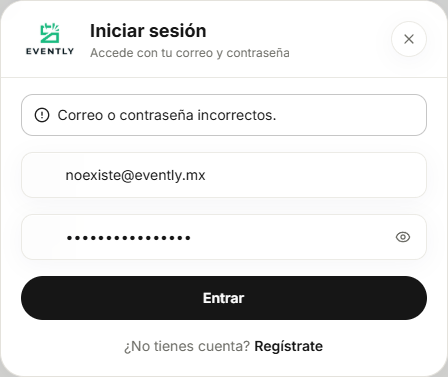 EVENTLY
Iniciar sesión
Accede con tu correo y contraseña
Correo o contraseña incorrectos.
noexiste@evently.mx
••••••••••••••••
Entrar
¿No tienes cuenta? Regístrate